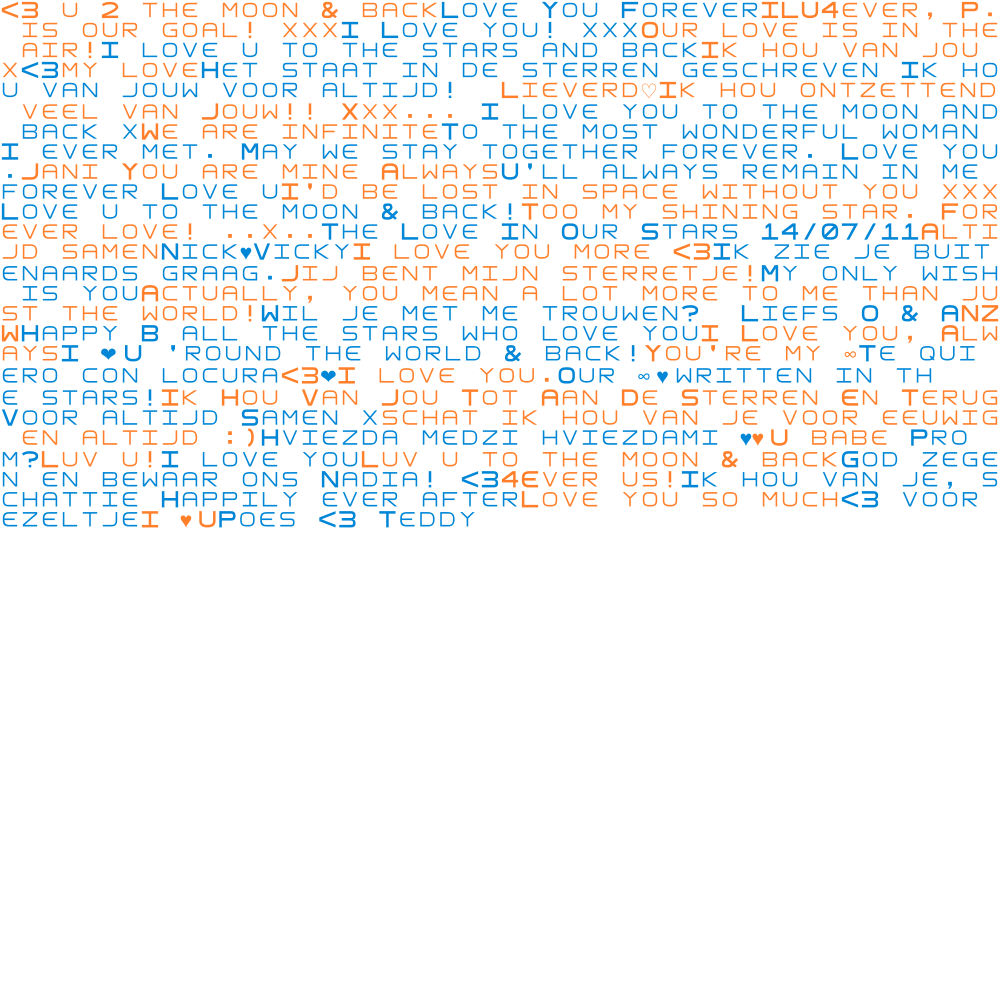 <3 U 2 THE MOON & BACKLOVE YOU FOREVERILU4EVER, P.
IS OUR GOAL! XXXI LOVE YOU! XXXOUR LOVE IS IN THE
AIR!I LOVE U TO THE STARS AND BACKIK HOU VAN JOU
X<3MY LOVEHET STAAT IN DE STERREN GESCHREVEN IK HO
U VAN JOUW VOOR ALTIJD!  LIEVERD♡IK HOU ONTZETTEND
VEEL VAN JOUW!! XXX... I LOVE YOU TO THE MOON AND
BACK XWE ARE INFINITETO THE MOST WONDERFUL WOMAN
I EVER MET. MAY WE STAY TOGETHER FOREVER. LOVE YOU
.JANI YOU ARE MINE ALWAYSU'LL ALWAYS REMAIN IN ME
FOREVER LOVE UI'D BE LOST IN SPACE WITHOUT YOU XXX
LOVE U TO THE MOON & BACK!TOO MY SHINING STAR. FOR
EVER LOVE! ..X..THE LOVE IN OUR STARS 14/07/11ALTI
JD SAMENNICK♥VICKYI LOVE YOU MORE <3IK ZIE JE BUIT
ENAARDS GRAAG.JIJ BENT MIJN STERRETJE!MY ONLY WISH
IS YOUACTUALLY, YOU MEAN A LOT MORE TO ME THAN JU
ST THE WORLD!WIL JE MET ME TROUWEN?  LIEFS O & ANZ
WHAPPY B ALL THE STARS WHO LOVE YOUI LOVE YOU, ALW
AYSI ❤U 'ROUND THE WORLD & BACK!YOU'RE MY ∞TE QUI
ERO CON LOCURA<3❤I LOVE YOU.OUR ∞♥WRITTEN IN TH
E STARS!IK HOU VAN JOU TOT AAN DE STERREN EN TERUG
VOOR ALTIJD SAMEN XSCHAT IK HOU VAN JE VOOR EEUWIG
EN ALTIJD :)HVIEZDA MEDZI HVIEZDAMI ♥♥U BABE PRO
M?LUV U!I LOVE YOULUV U TO THE MOON & BACKGOD ZEGE
N EN BEWAAR ONS NADIA! <34EVER US!IK HOU VAN JE, S
CHATTIE HAPPILY EVER AFTERLOVE YOU SO MUCH<3 VOOR
EZELTJEI ♥UPOES <3 TEDDY